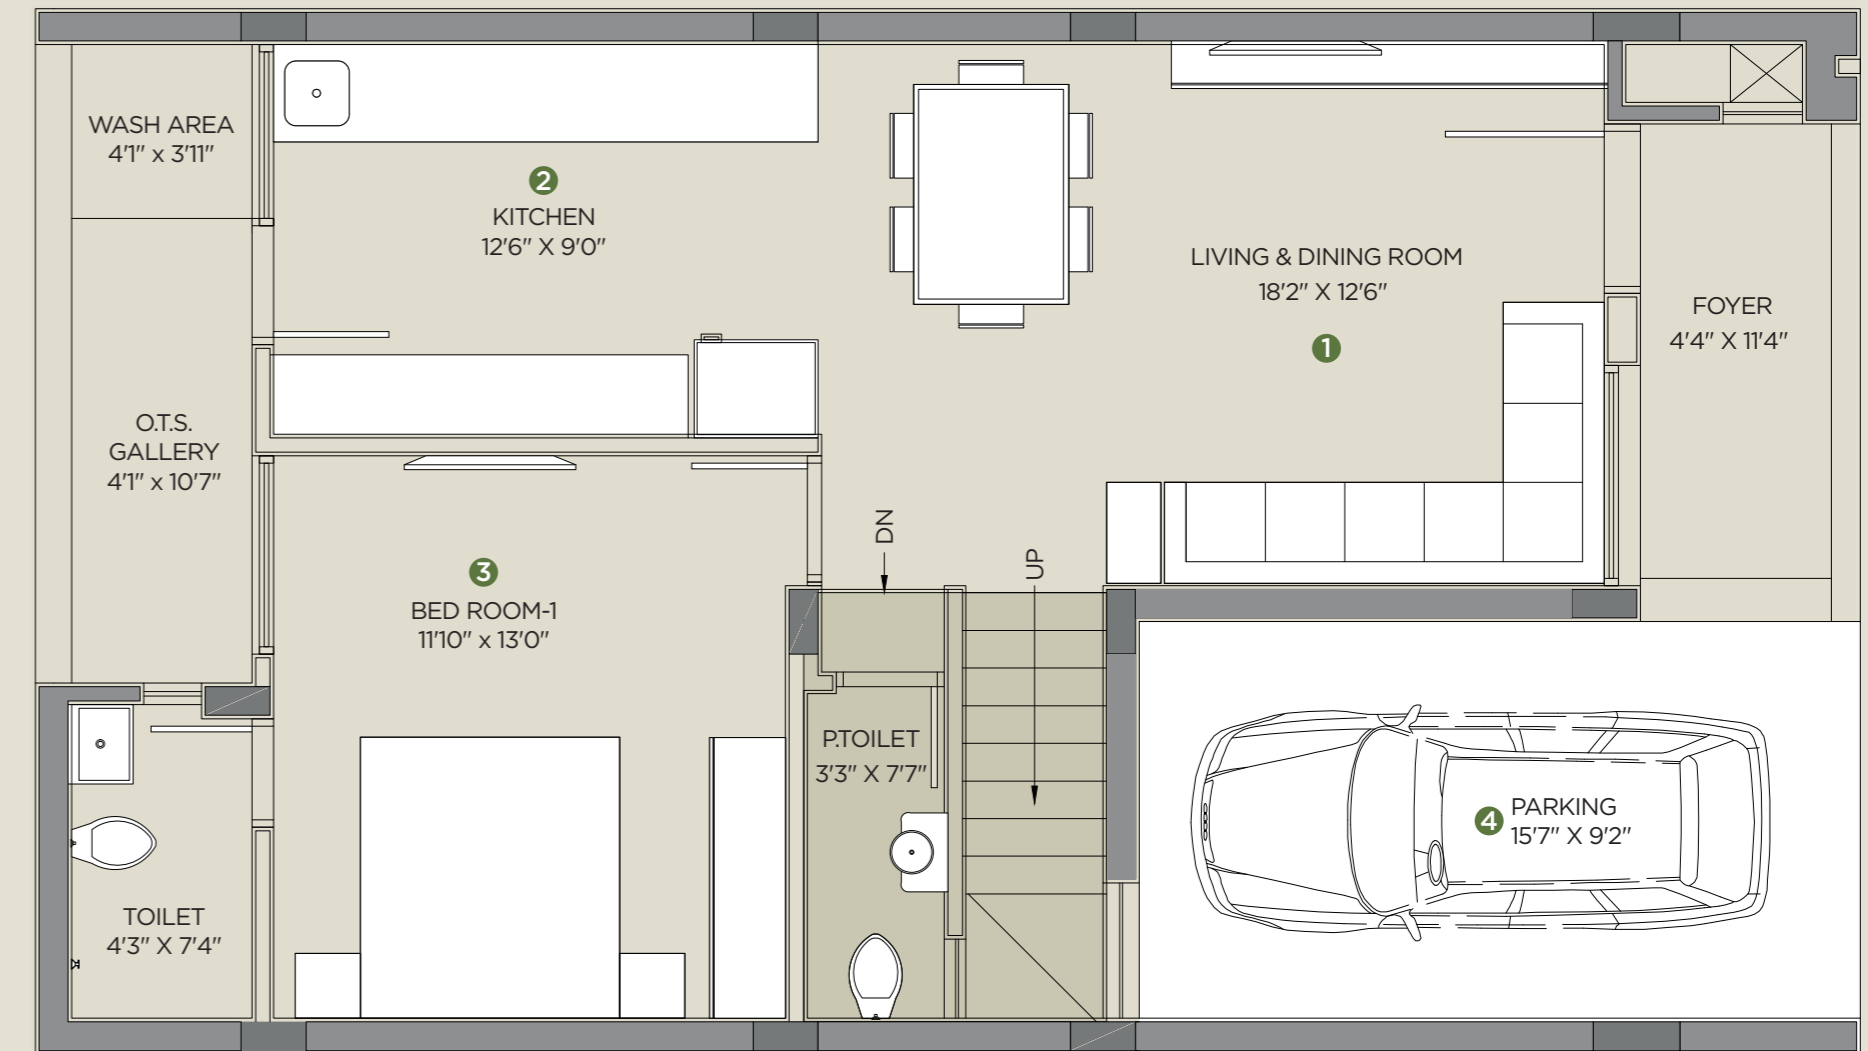 WASH AREA
4'1" x 3'11"
2
KITCHEN
12'6" X 9'0"
LIVING & DINING ROOM
18'2" X 12'6"
1
FOYER
4'4" X 11'4"
O.T.S.
GALLERY
4'1" x 10'7"
DN
UP
3
BED ROOM-1
11'10" x 13'0"
P.TOILET
3'3" X 7'7"
4
PARKING
15'7" X 9'2"
TOILET
4'3" X 7'4"